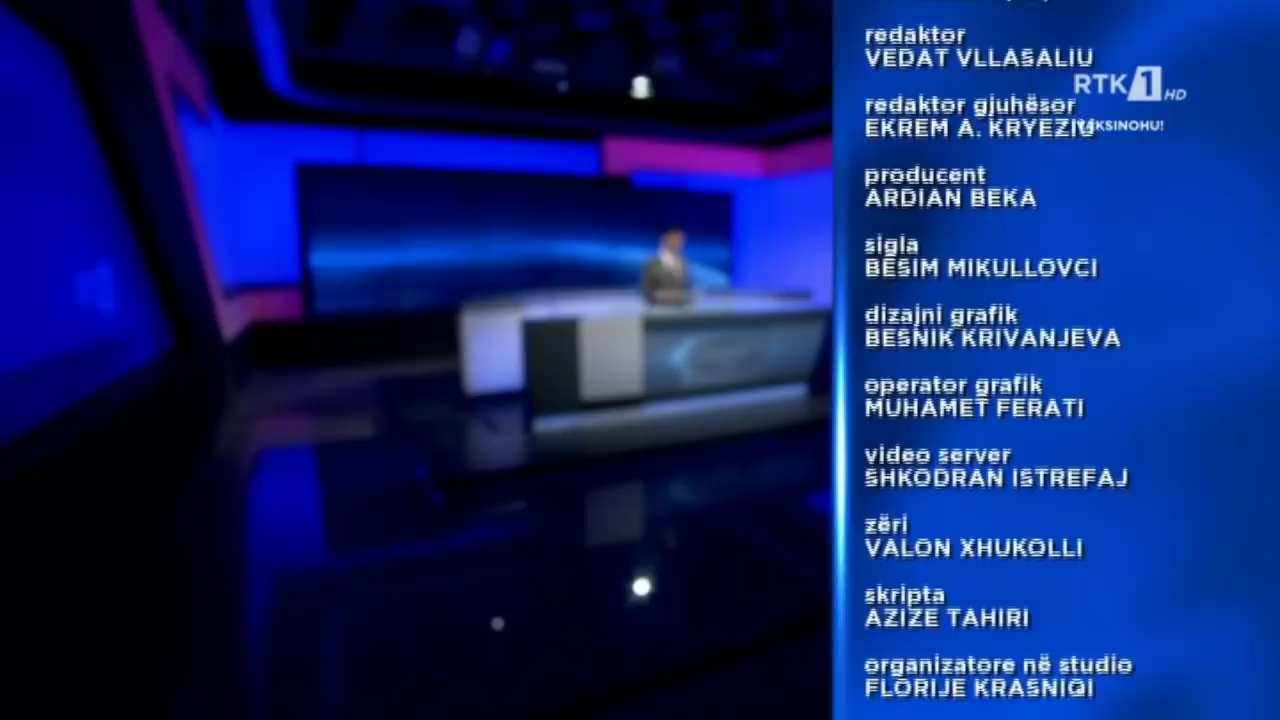 redaktor
VEDAT VLLASALIU
RTK 1 HD
redaktor gjuhësor
EKREM A. KRYEZIU
producent
ARDIAN BEKA
sigla
BESIM MIKULLOVCI
dizajni grafik
BESNIK KRIVANJEVA
operator grafik
MUHAMET FERATI
video server
SHKODRAN ISTREFAJ
zëri
VALON XHUKOLLI
skripta
AZIZE TAHIRI
organizatore në studio
FLORIJE KRASNIQI